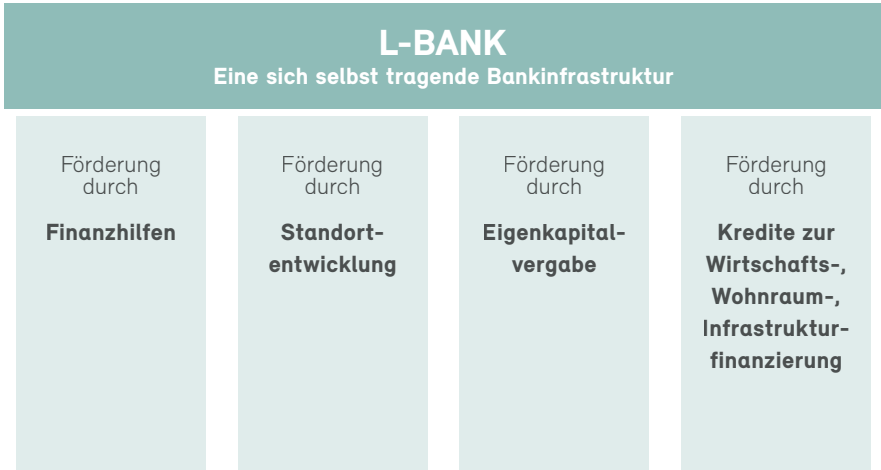 L-BANK
Eine sich selbst tragende Bankinfrastruktur
Förderung
durch
Finanzhilfen
Förderung
durch
Standort-
entwicklung
Förderung
durch
Eigenkapital-
vergabe
Förderung
durch
Kredite zur
Wirtschafts-,
Wohnraum-,
Infrastruktur-
finanzierung